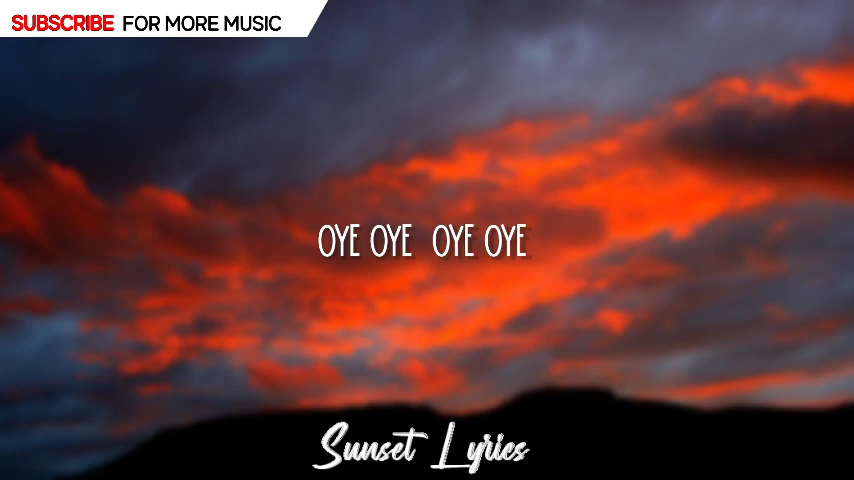 SUBSCRIBE FOR MORE MUSIC
OYE OYE OYE OYE
Sunset Lyrics